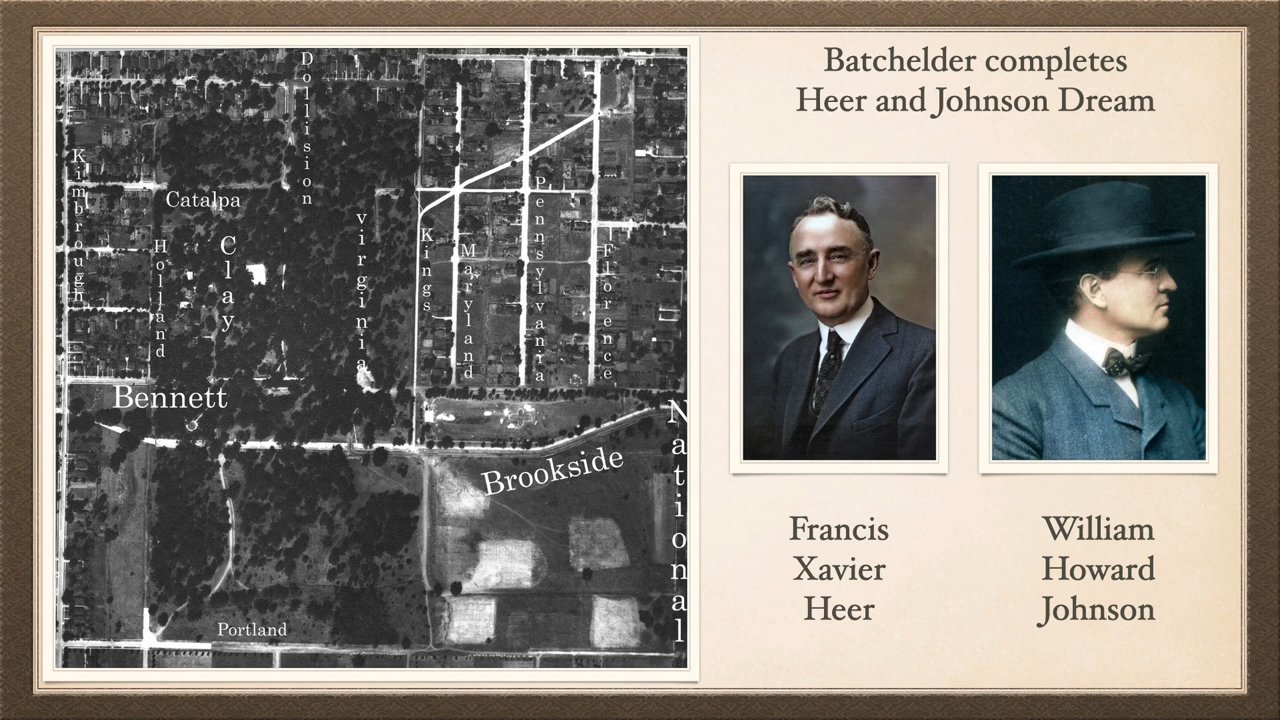 Batchelder completes
Heer and Johnson Dream
Dollision
Kimbrough
Catalpa
Holland
Clay
virginia
Kings
Maryland
Pennsylvania
Florence
Bennett
Brookside
National
Portland
Francis
Xavier
Heer
William
Howard
Johnson